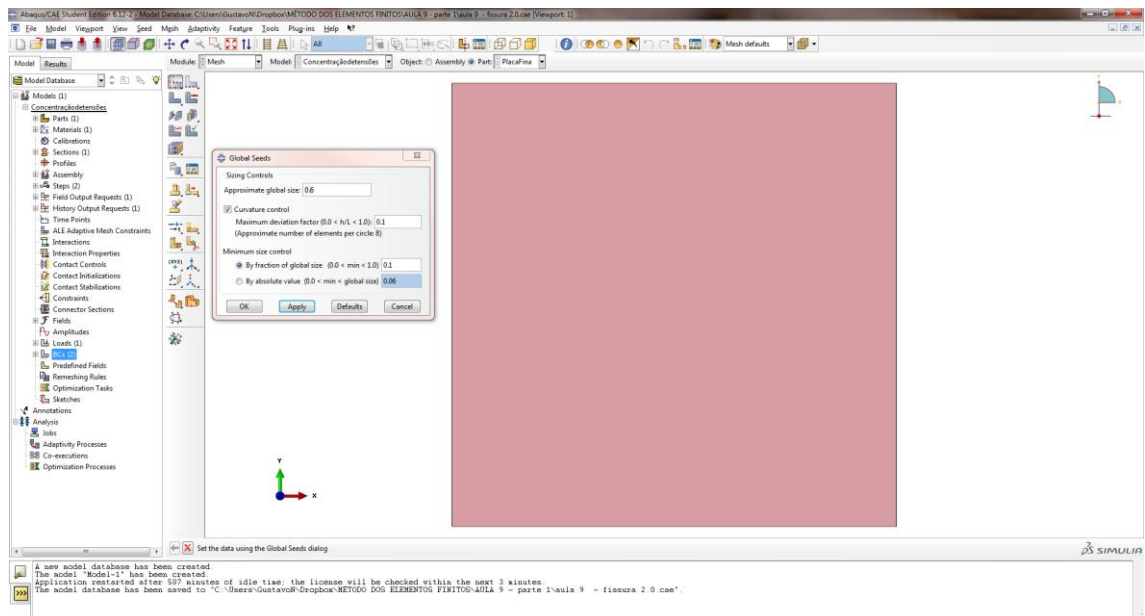 Abaqus/CAE Student Edition 6.12-2 - Model Database: C:\Users\GustavoN\Dropbox\MÉTODO DOS ELEMENTOS FINITOS\AULA 9 - parte 1\aula 9 - fissura 2.0.cae [Viewport: 1]
File Model Viewport View Seed Mesh Adaptivity Feature Tools Plug-ins Help
All
Mesh defaults
Model Results
Module: Mesh Model: Concentraçãodetensões Object: Assembly Part: PlacaFina
Model Database
Models (1)
Concentraçãodetensões
Parts (1)
Materials (1)
Calibrations
Sections (1)
Profiles
Assembly
Steps (2)
Field Output Requests (1)
History Output Requests (1)
Time Points
ALE Adaptive Mesh Constraints
Interactions
Interaction Properties
Contact Controls
Contact Initializations
Contact Stabilizations
Constraints
Connector Sections
Fields
Amplitudes
Loads (1)
BCs (2)
Predefined Fields
Remeshing Rules
Optimization Tasks
Sketches
Annotations
Analysis
Jobs
Adaptivity Processes
Co-executions
Optimization Processes
Global Seeds
Sizing Controls
Approximate global size: 0.6
Curvature control
Maximum deviation factor (0.0 < h/L < 1.0): 0.1
(Approximate number of elements per circle: 8)
Minimum size control
By fraction of global size (0.0 < min < 1.0) 0.1
By absolute value (0.0 < min < global size) 0.06
OK Apply Defaults Cancel
Y
X
Set the data using the Global Seeds dialog
SIMULIA
A new model database has been created.
The model "Model-1" has been created.
Application restarted after 507 minutes of idle time; the license will be checked within the next 3 minutes.
The model database has been saved to "C:\Users\GustavoN\Dropbox\MÉTODO DOS ELEMENTOS FINITOS\AULA 9 - parte 1\aula 9 - fissura 2.0.cae".